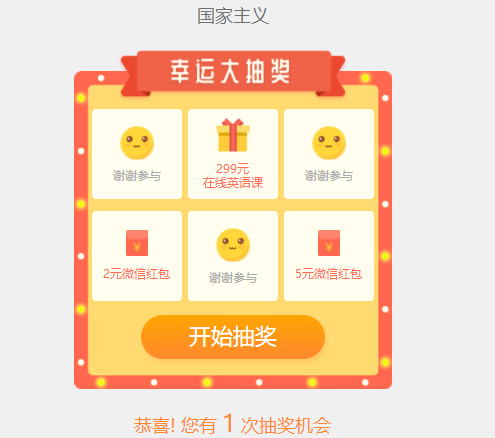 国家主义
幸运大抽奖
谢谢参与
299元
在线英语课
谢谢参与
2元微信红包
谢谢参与
5元微信红包
开始抽奖
恭喜! 您有 1 次抽奖机会